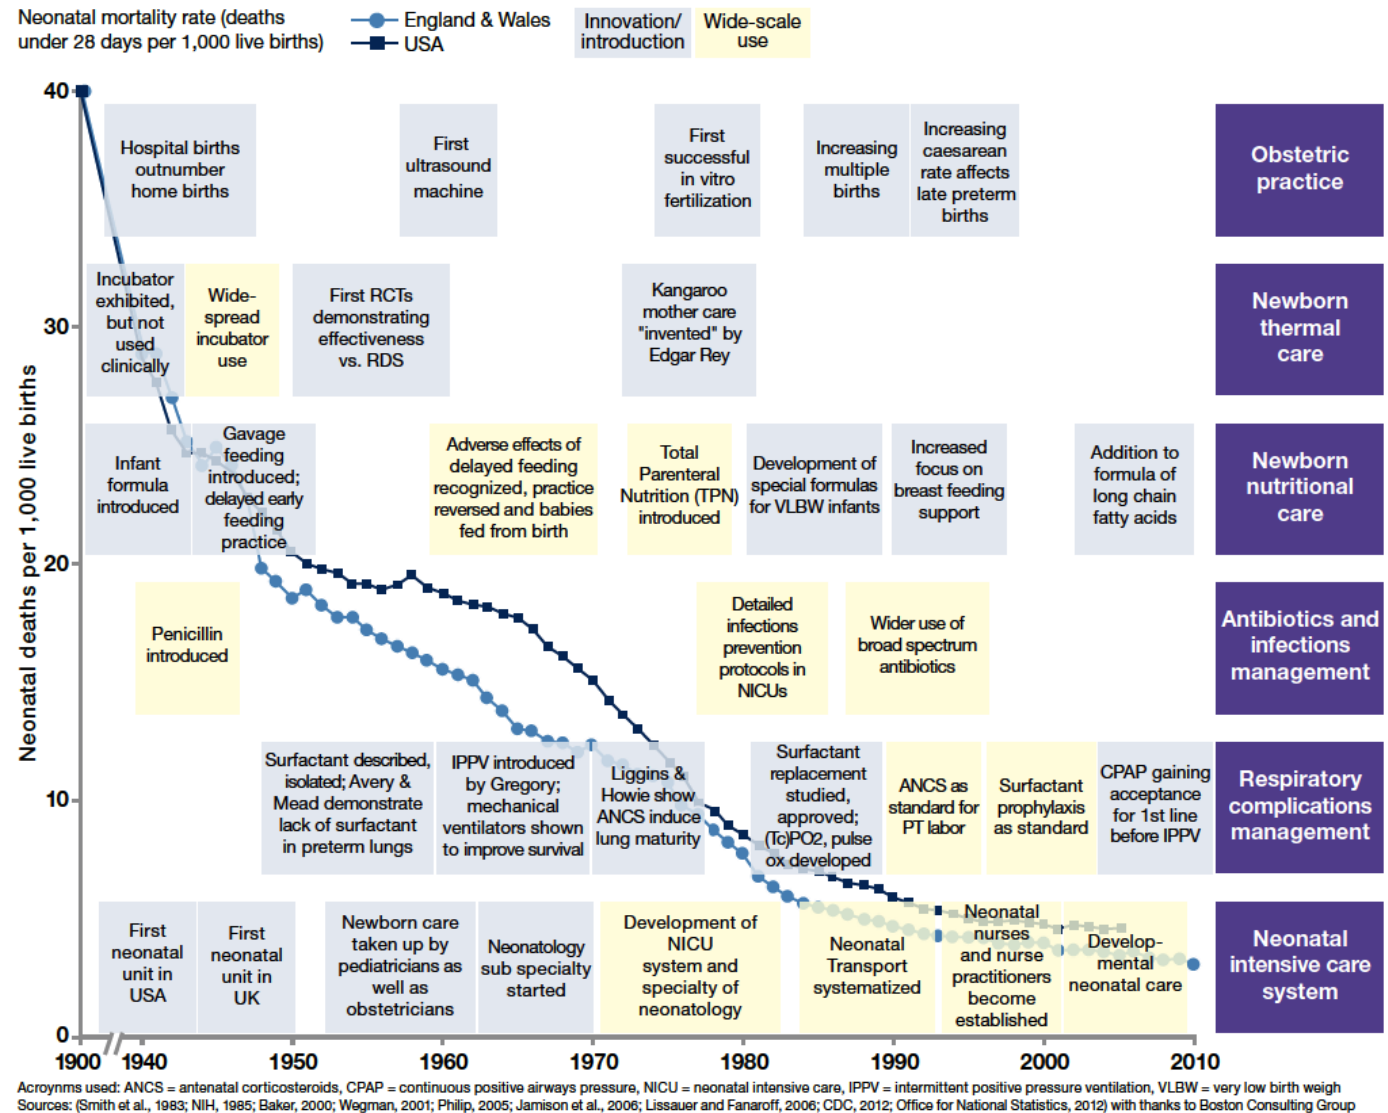 Neonatal mortality rate (deaths
under 28 days per 1,000 live births)
England & Wales
USA
Innovation/
introduction
Wide-scale
use
Neonatal deaths per 1,000 live births
40
30
20
10
0
Hospital births
outnumber
home births
First
ultrasound
machine
First
successful
in vitro
fertilization
Increasing
multiple
births
Increasing
caesarean
rate affects
late preterm
births
Obstetric
practice
Incubator
exhibited,
but not
used
clinically
Wide-
spread
incubator
use
First RCTs
demonstrating
effectiveness
vs. RDS
Kangaroo
mother care
"invented" by
Edgar Rey
Newborn
thermal
care
Infant
formula
introduced
Gavage
feeding
introduced;
delayed early
feeding
practice
Adverse effects of
delayed feeding
recognized, practice
reversed and babies
fed from birth
Total
Parenteral
Nutrition (TPN)
introduced
Development of
special formulas
for VLBW infants
Increased
focus on
breast feeding
support
Addition to
formula of
long chain
fatty acids
Newborn
nutritional
care
Penicillin
introduced
Detailed
infections
prevention
protocols in
NICUs
Wider use of
broad spectrum
antibiotics
Antibiotics and
infections
management
Surfactant described,
isolated; Avery &
Mead demonstrate
lack of surfactant
in preterm lungs
IPPV introduced
by Gregory;
mechanical
ventilators shown
to improve survival
Liggins &
Howie show
ANCS induce
lung maturity
Surfactant
replacement
studied,
approved;
(Tc)PO2, pulse
ox developed
ANCS as
standard for
PT labor
Surfactant
prophylaxis
as standard
CPAP gaining
acceptance
for 1st line
before IPPV
Respiratory
complications
management
First
neonatal
unit in
USA
First
neonatal
unit in
UK
Newborn care
taken up by
pediatricians as
well as
obstetricians
Neonatology
sub specialty
started
Development of
NICU
system and
specialty of
neonatology
Neonatal
Transport
systematized
Neonatal
nurses
and nurse
practitioners
become
established
Develop-
mental
neonatal care
Neonatal
intensive care
system
1900 1940 1950 1960 1970 1980 1990 2000 2010
Acroynms used: ANCS = antenatal corticosteroids, CPAP = continuous positive airways pressure, NICU = neonatal intensive care, IPPV = intermittent positive pressure ventilation, VLBW = very low birth weigh
Sources: (Smith et al., 1983; NIH, 1985; Baker, 2000; Wegman, 2001; Philip, 2005; Jamison et al., 2006; Lissauer and Fanaroff, 2006; CDC, 2012; Office for National Statistics, 2012) with thanks to Boston Consulting Group